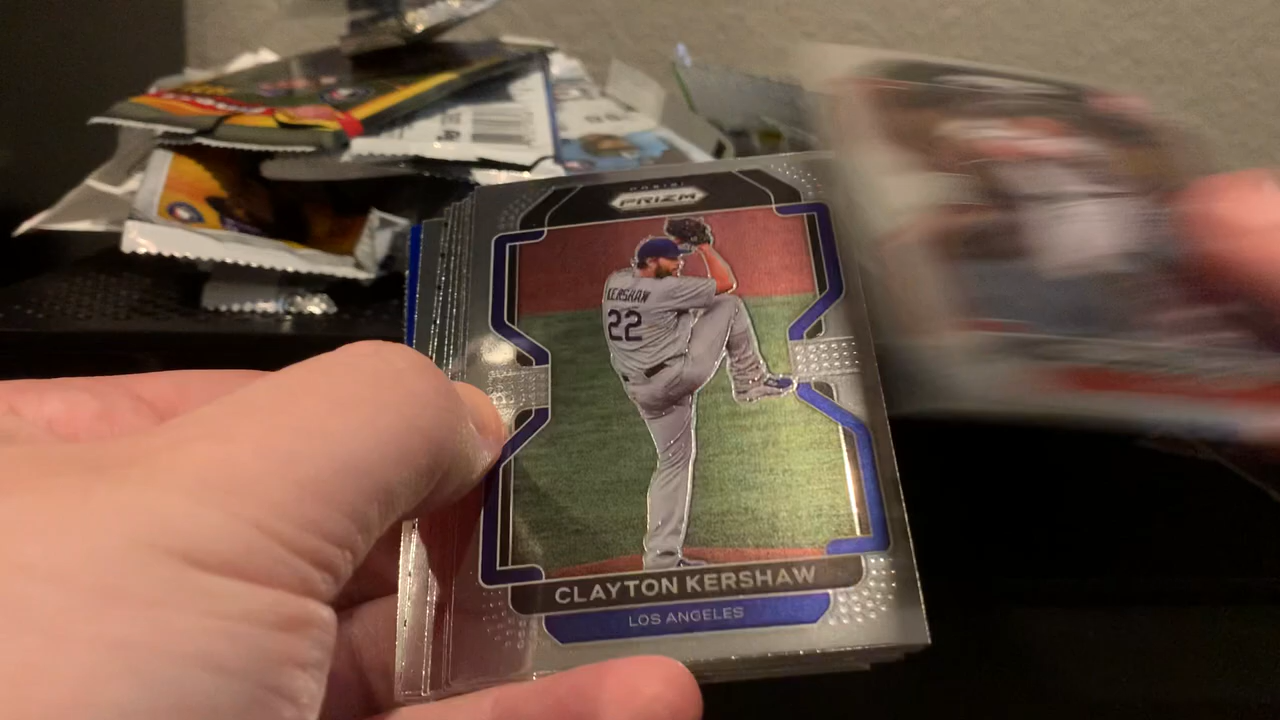 PANINI
PRIZM
KERSHAW
22
CLAYTON KERSHAW
LOS ANGELES